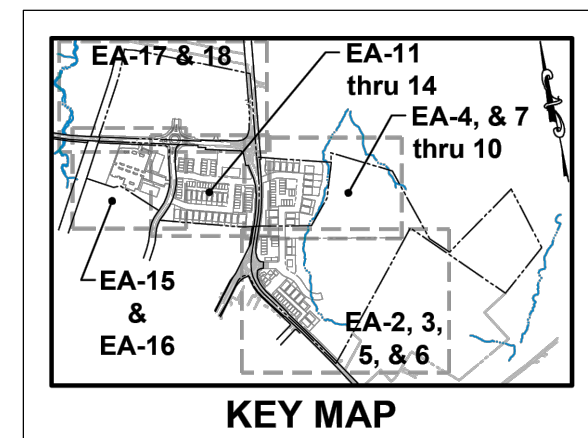 EA-17 & 18
EA-11
thru 14
EA-4, & 7
thru 10
EA-15
&
EA-16
EA-2, 3,
5, & 6
KEY MAP